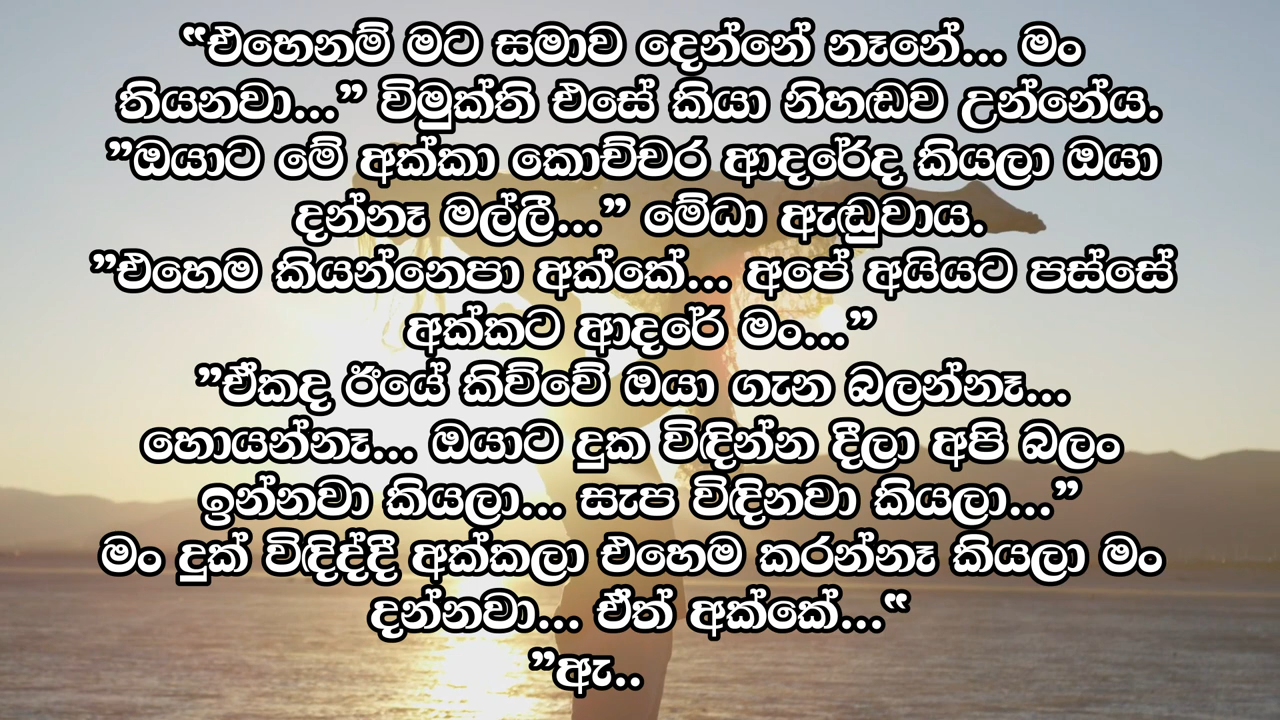 “එහෙනම් මට සමාව දෙන්නේ නෑනේ... මං
තියනවා...” විමුක්ති එසේ කියා නිහඬව උන්නේය.
”ඔයාට මේ අක්කා කොච්චර ආදරේද කියලා ඔයා
දන්නෑ මල්ලී...” මේධා ඇඬුවාය.
”එහෙම කියන්නෙපා අක්කේ... අපේ අයියට පස්සේ
අක්කට ආදරේ මං...”
”ඒකද ඊයේ කිව්වේ ඔයා ගැන බලන්නෑ...
හොයන්නෑ... ඔයාට දුක විඳින්න දීලා අපි බලං
ඉන්නවා කියලා... සැප විඳිනවා කියලා...”
මං දුක් විඳිද්දී අක්කලා එහෙම කරන්නෑ කියලා මං
දන්නවා... ඒත් අක්කේ...“
”ඇ..